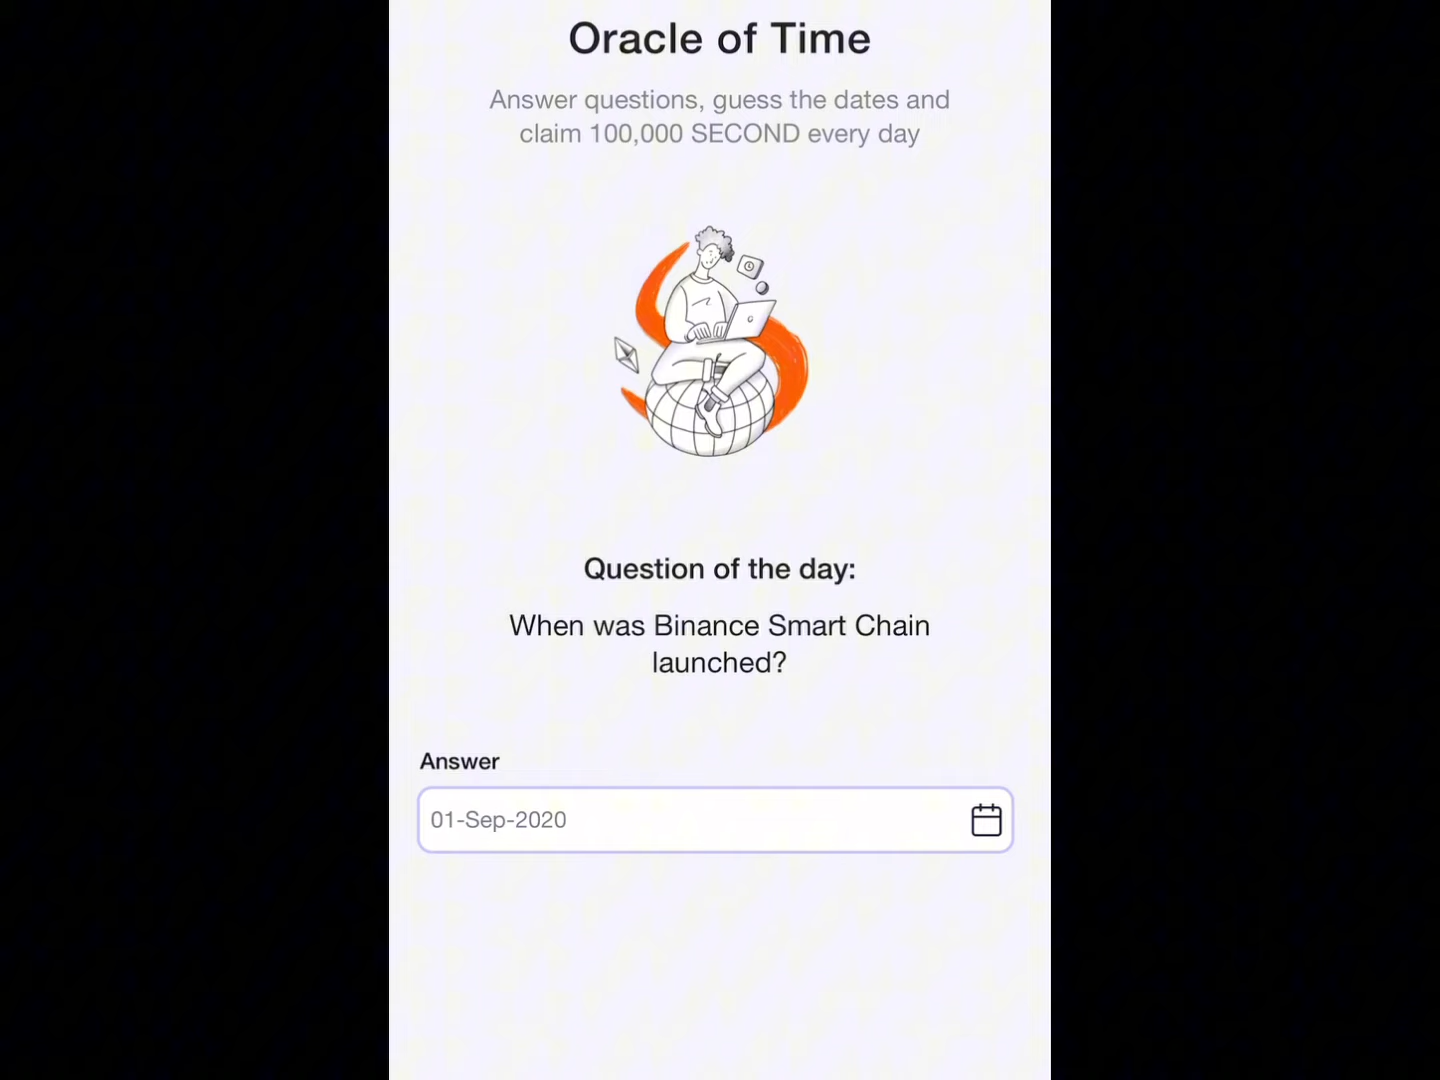 Oracle of Time
Answer questions, guess the dates and
claim 100,000 SECOND every day
Question of the day:
When was Binance Smart Chain
launched?
Answer
01-Sep-2020